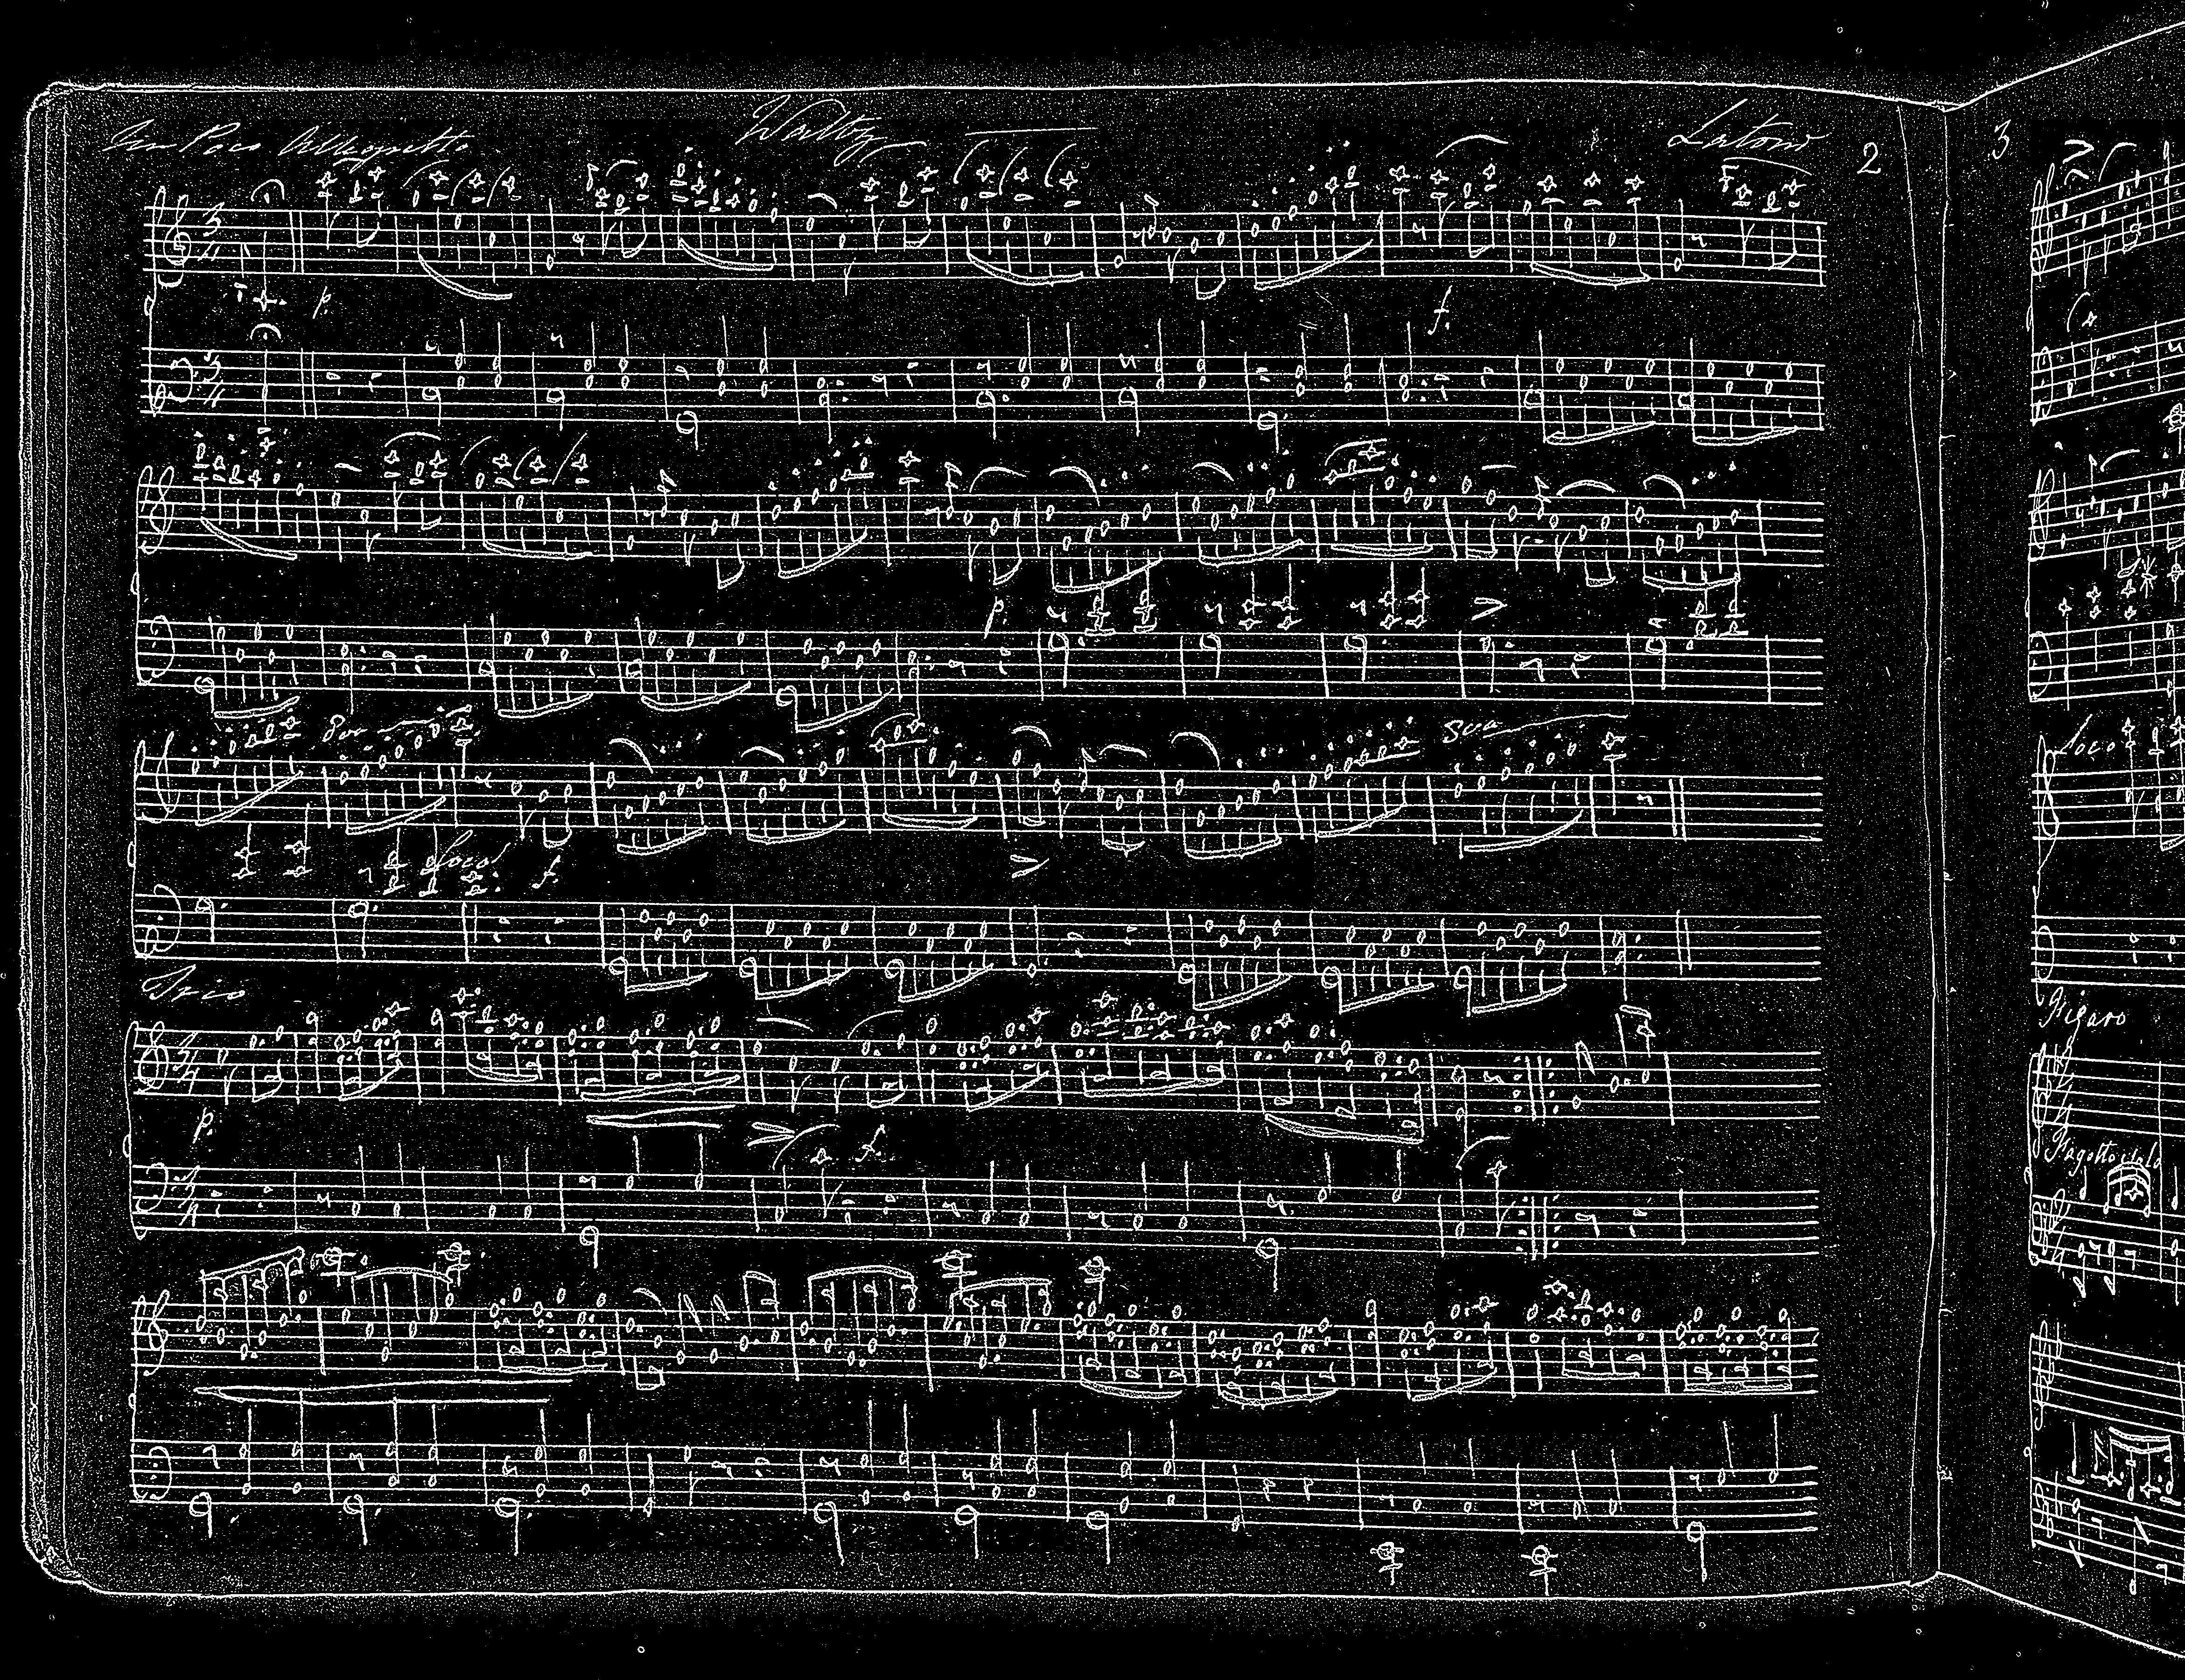 Un Poco Allegretto Waltz Latour 2
p.
f.
p.
8va
loco f.
8va
Trio
p.
f.
3
loco
Figaro
Fagotto solo